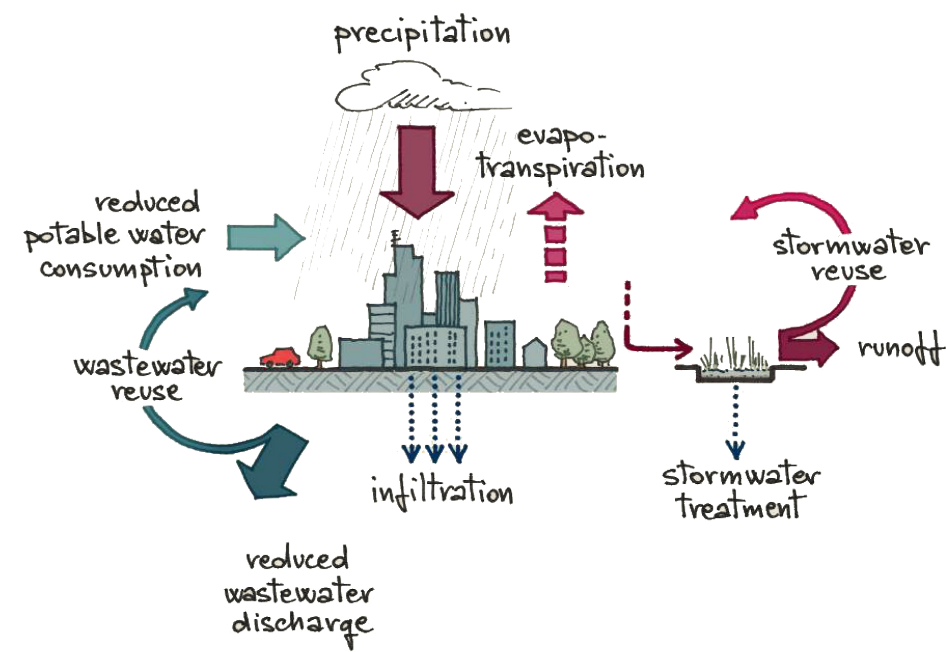 precipitation
evapo-
transpiration
reduced
potable water
consumption
stormwater
reuse
runoff
wastewater
reuse
infiltration
stormwater
treatment
reduced
wastewater
discharge